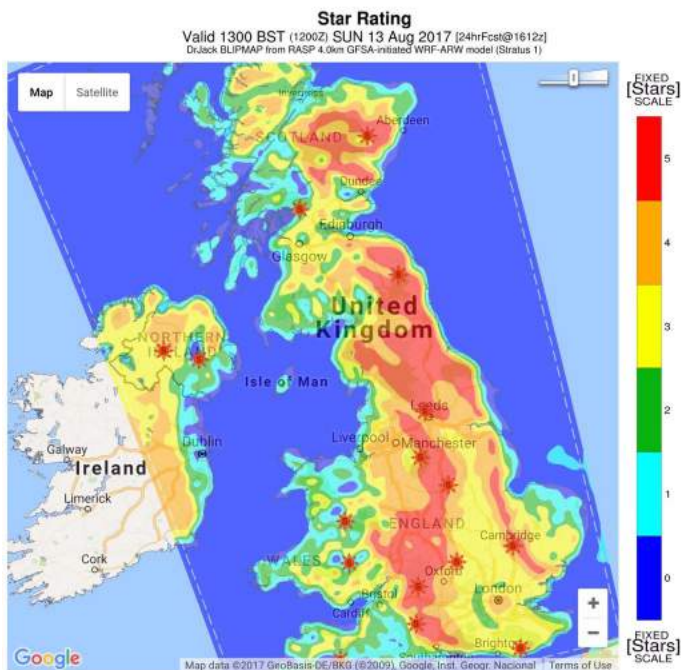 Star Rating
Valid 1300 BST (1200Z) SUN 13 Aug 2017 [24hrFcst@1612z]
DrJack BLIPMAP from RASP 4.0km GFSA-initiated WRF-ARW model (Stratus 1)
FIXED
[Stars]
SCALE
Map Satellite
Inverness
SCOTLAND
Aberdeen
Dundee
Edinburgh
Glasgow
United
Kingdom
NORTHERN
IRELAND
Isle of Man
Leeds
Dublin
Liverpool
Manchester
Galway
Ireland
Limerick
ENGLAND
Cambridge
Cork
WALES
Oxford
London
Bristol
Cardiff
Southampton
Brighton
5
4
3
2
1
0
+
−
FIXED
[Stars]
SCALE
Google
Map data ©2017 GeoBasis-DE/BKG (©2009), Google, Inst. Geogr. Nacional
Terms of Use